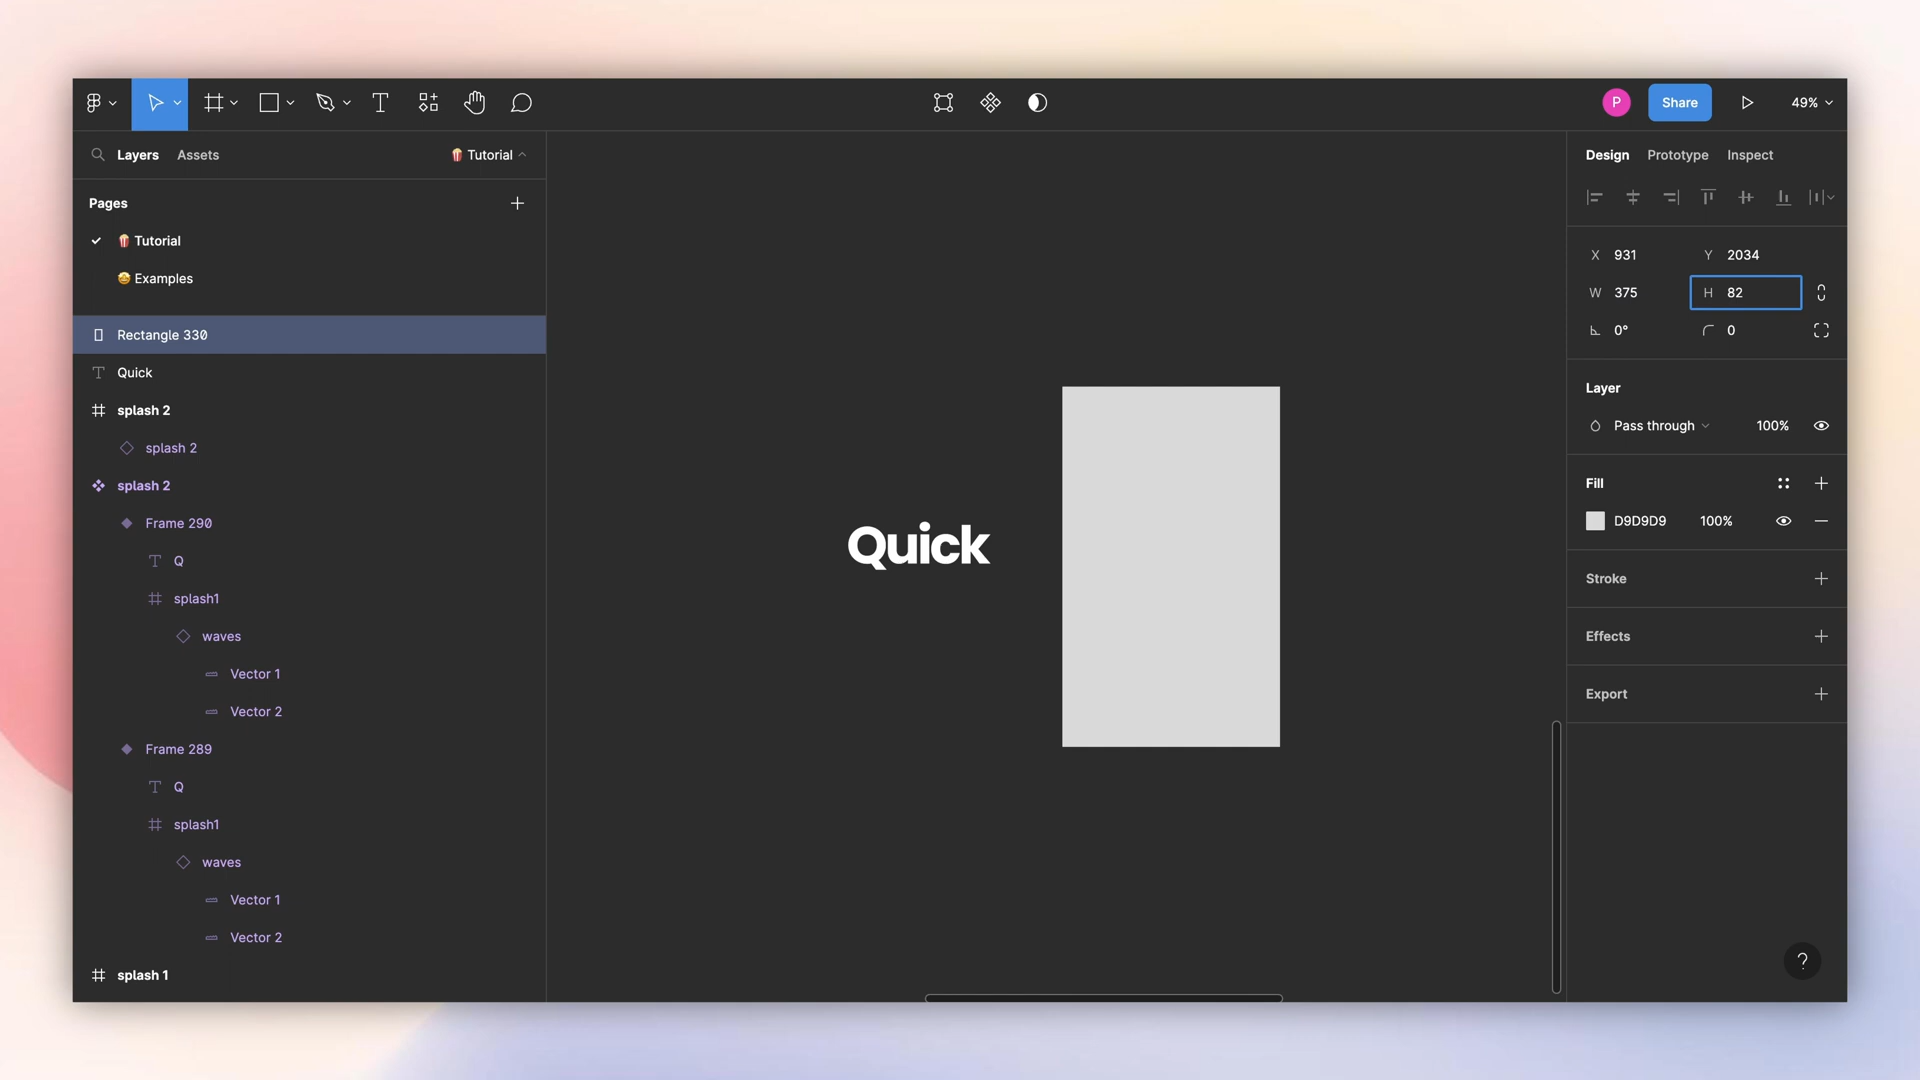 P
Share
49%
Layers Assets
🍿 Tutorial
Design Prototype Inspect
Pages
🍿 Tutorial
🤩 Examples
X 931 Y 2034
W 375 H 82
0° 0
Rectangle 330
Quick
splash 2
splash 2
splash 2
Frame 290
Q
splash1
waves
Vector 1
Vector 2
Frame 289
Q
splash1
waves
Vector 1
Vector 2
splash 1
Quick
Layer
Pass through 100%
Fill
D9D9D9 100%
Stroke
Effects
Export
?